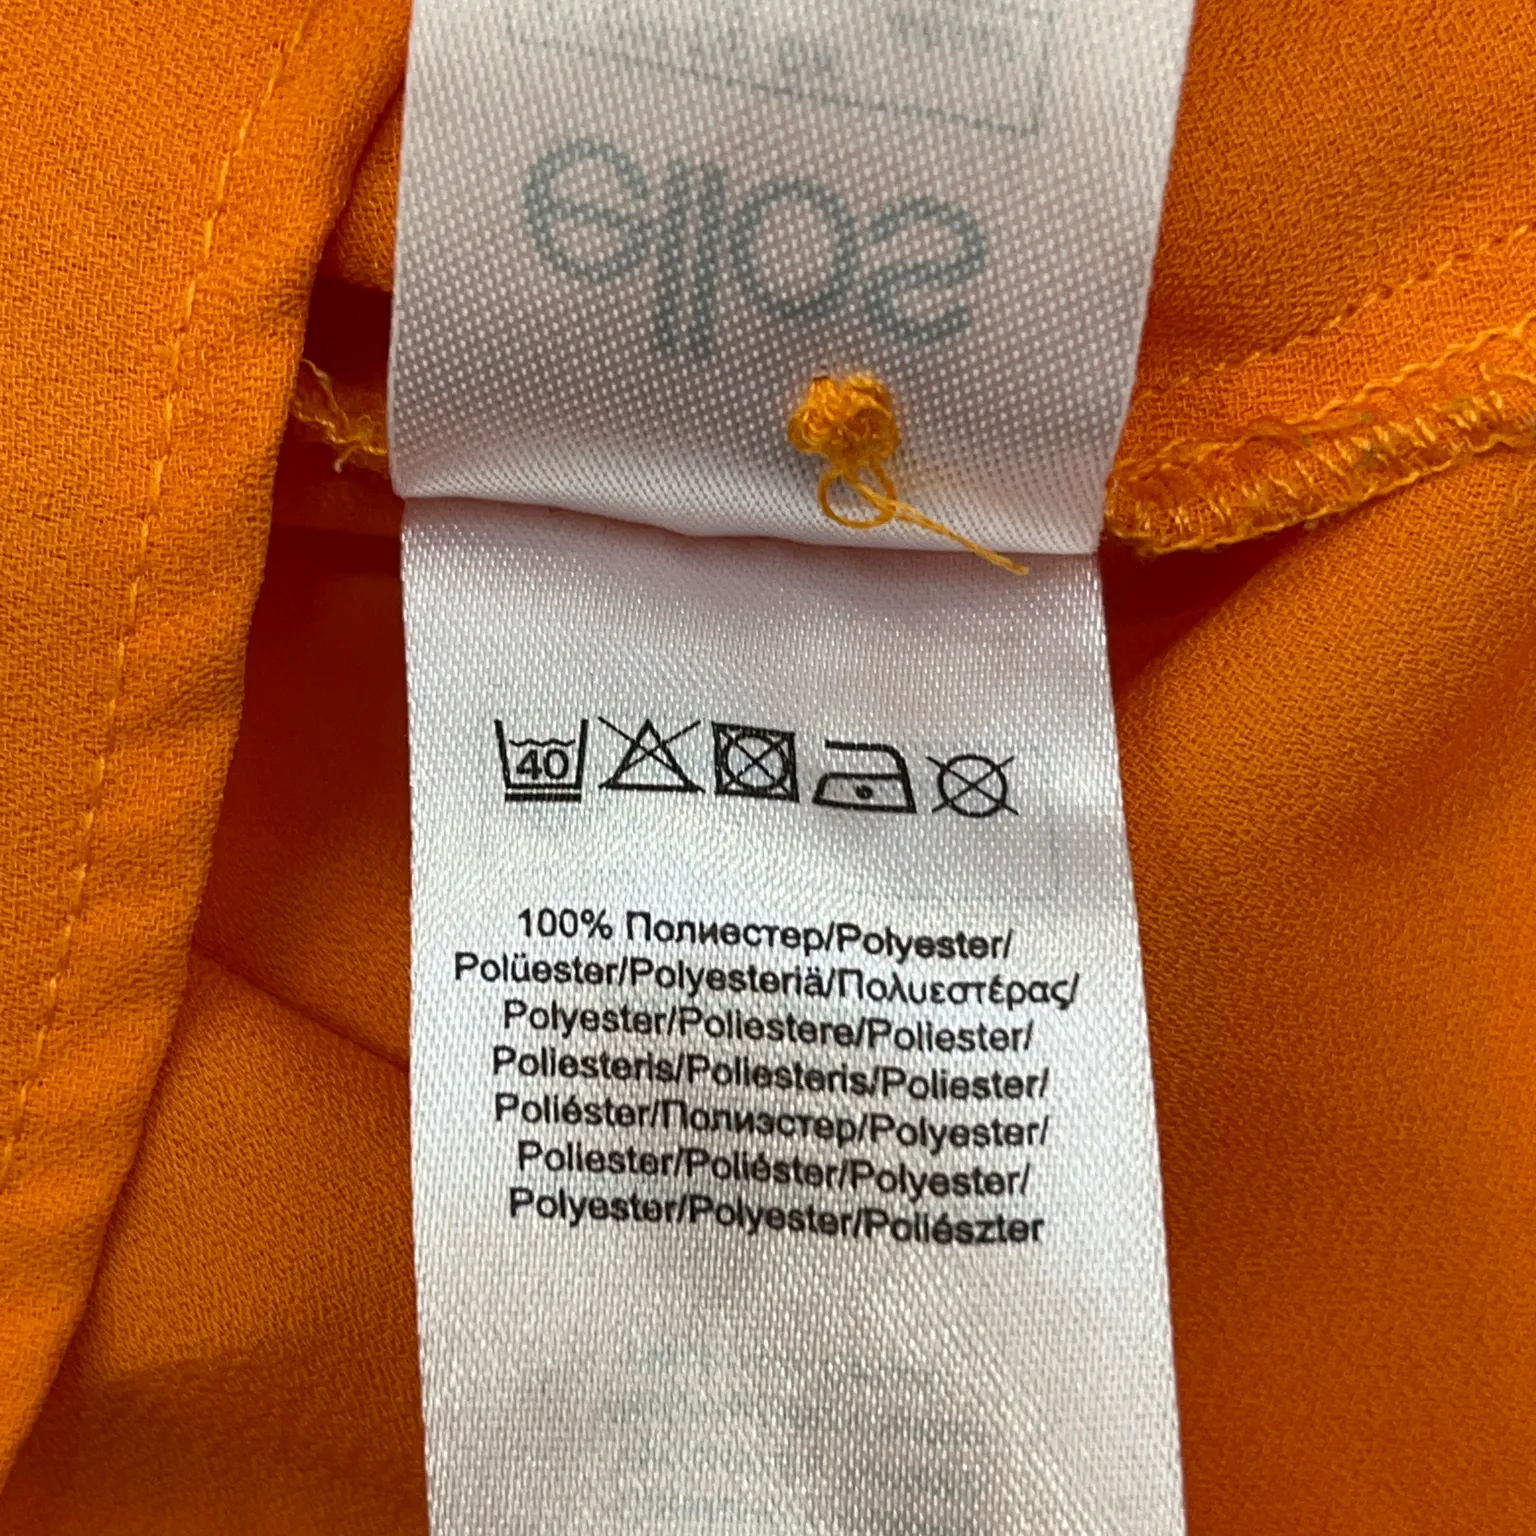 solle
40
100% Полиестер/Polyester/
Polüester/Polyesteriä/Πολυεστέρας/
Polyester/Poliestere/Poliester/
Poliesteris/Poliesteris/Poliester/
Poliéster/Полиэстер/Polyester/
Poliester/Poliéster/Polyester/
Polyester/Polyester/Poliészter